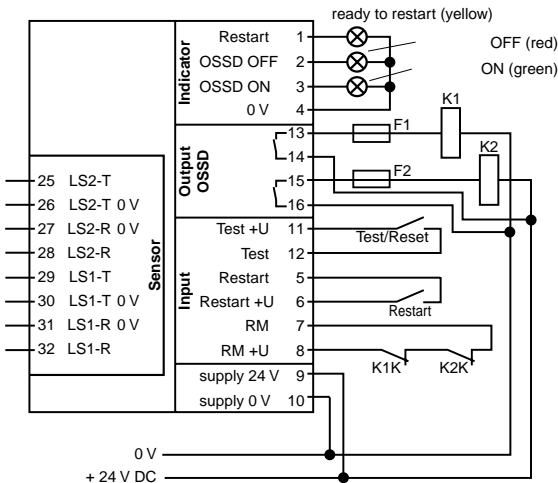 ready to restart (yellow)
Restart 1
OFF (red)
OSSD OFF 2
ON (green)
OSSD ON 3
0 V 4
Indicator
K1
13 F1
K2
14
15 F2
16
Output
OSSD
25 LS2-T
26 LS2-T 0 V
27 LS2-R 0 V
28 LS2-R
29 LS1-T
30 LS1-T 0 V
31 LS1-R 0 V
32 LS1-R
Sensor
Test +U 11
Test/Reset
Test 12
Restart 5
Restart +U 6
Restart
RM 7
RM +U 8
K1K K2K
Input
supply 24 V 9
supply 0 V 10
0 V
+ 24 V DC